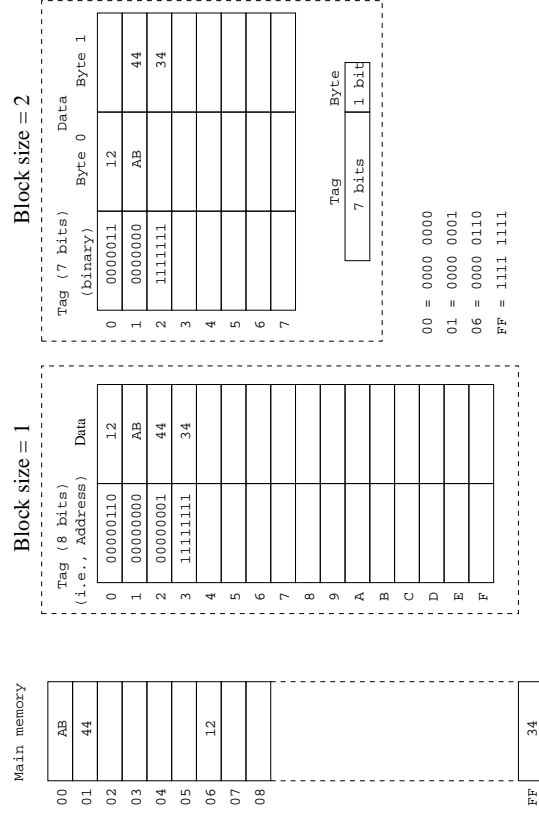 Main memory
00 AB
01 44
02
03
04
05
06 12
07
08
FF 34
Block size = 1
Tag (8 bits)
(i.e., Address) Data
0 00000110 12
1 00000000 AB
2 00000001 44
3 11111111 34
4
5
6
7
8
9
A
B
C
D
E
F
Block size = 2
Tag (7 bits) Data
(binary) Byte 0 Byte 1
0 0000011 12
1 0000000 AB 44
2 1111111 34
3
4
5
6
7
Tag Byte
7 bits 1 bit
00 = 0000 0000
01 = 0000 0001
06 = 0000 0110
FF = 1111 1111